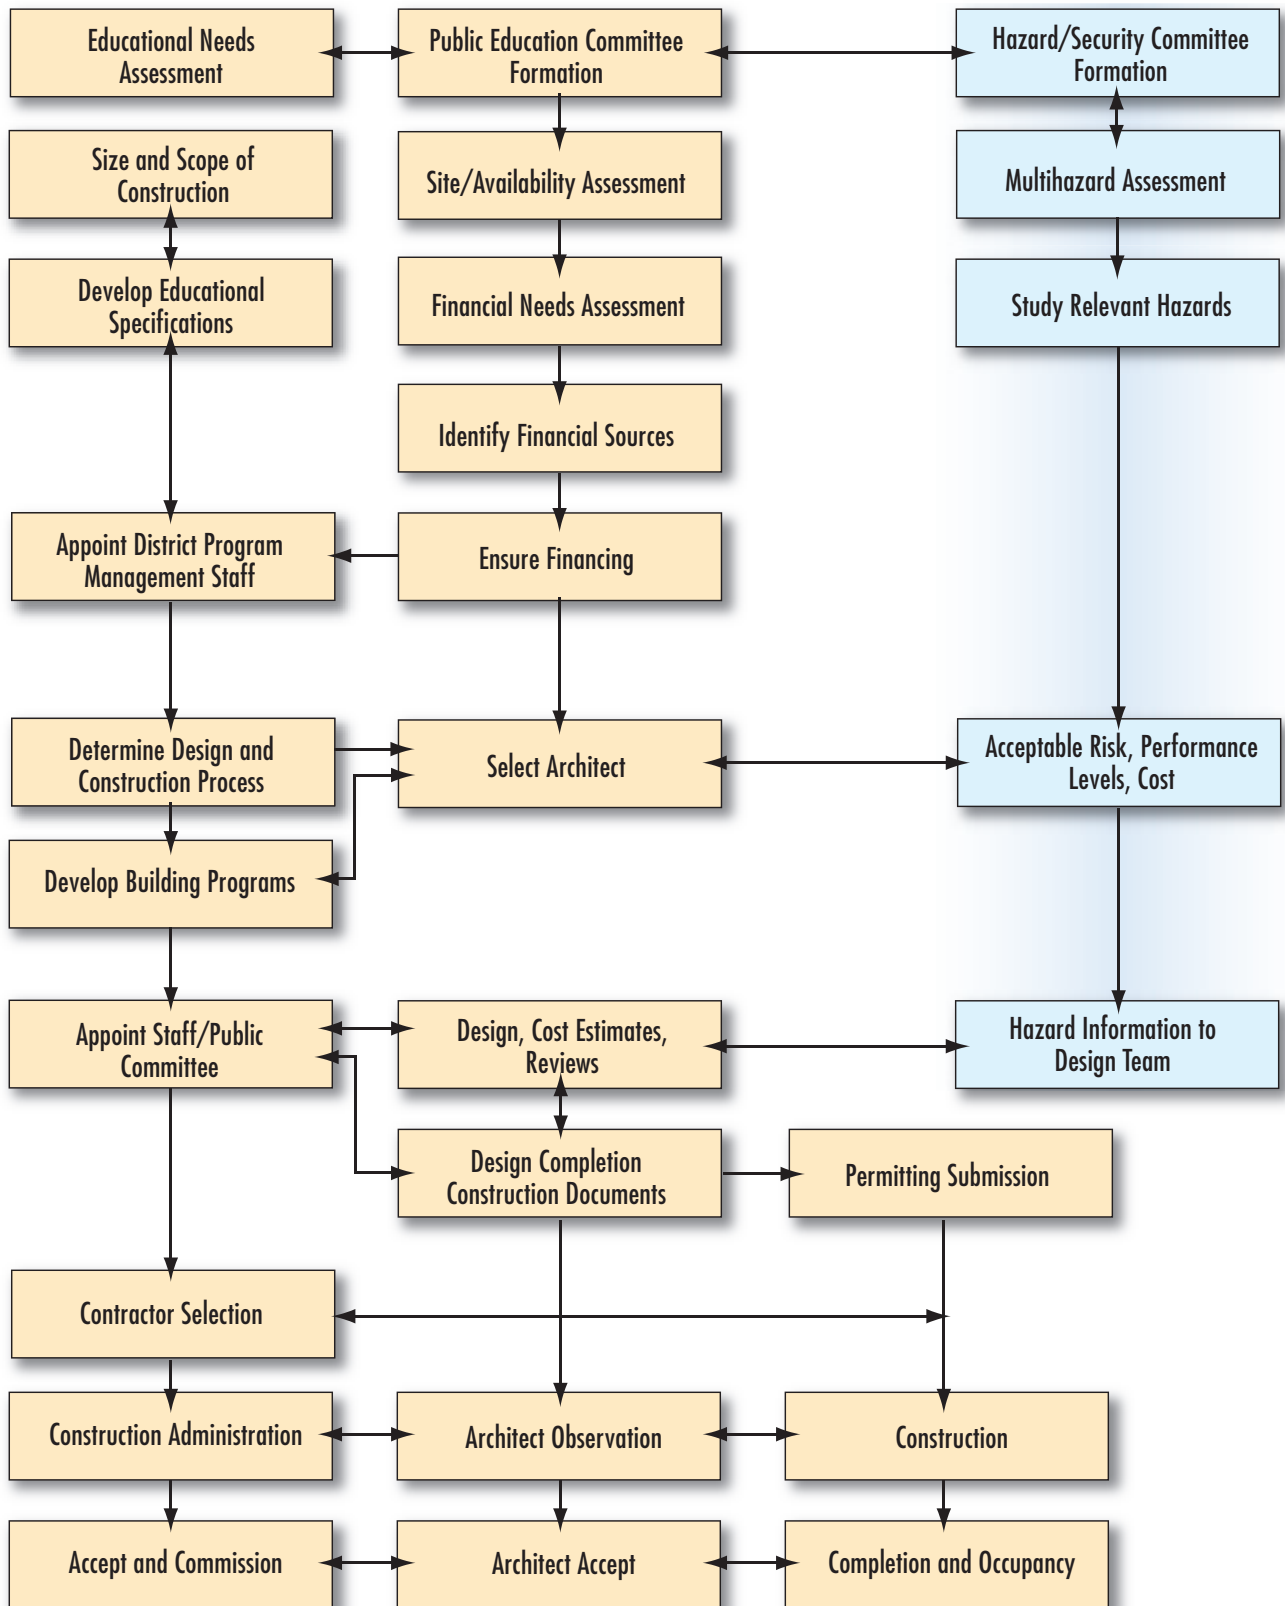 Educational Needs
Assessment
Public Education Committee
Formation
Hazard/Security Committee
Formation
Size and Scope of
Construction
Site/Availability Assessment
Multihazard Assessment
Develop Educational
Specifications
Financial Needs Assessment
Study Relevant Hazards
Identify Financial Sources
Appoint District Program
Management Staff
Ensure Financing
Determine Design and
Construction Process
Select Architect
Acceptable Risk, Performance
Levels, Cost
Develop Building Programs
Appoint Staff/Public
Committee
Design, Cost Estimates,
Reviews
Hazard Information to
Design Team
Design Completion
Construction Documents
Permitting Submission
Contractor Selection
Construction Administration
Architect Observation
Construction
Accept and Commission
Architect Accept
Completion and Occupancy